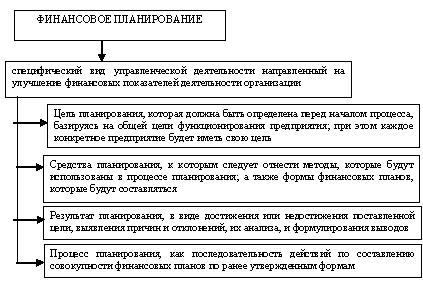 ФИНАНСОВОЕ ПЛАНИРОВАНИЕ
специфический вид управленческой деятельности направленный на
улучшение финансовых показателей деятельности организации
Цель планирования, которая должна быть определена перед началом процесса,
базируясь на общей цели функционирования предприятия; при этом каждое
конкретное предприятие будет иметь свою цель
Средства планирования, к которым следует отнести методы, которые будут
использованы в процессе планирования; а также формы финансовых планов,
которые будут составляться
Результат планирования, в виде достижения или недостижения поставленной
цели, выявления причин и отклонений, их анализа, и формулирования выводов
Процесс планирования, как последовательность действий по составлению
совокупности финансовых планов по ранее утвержденным формам